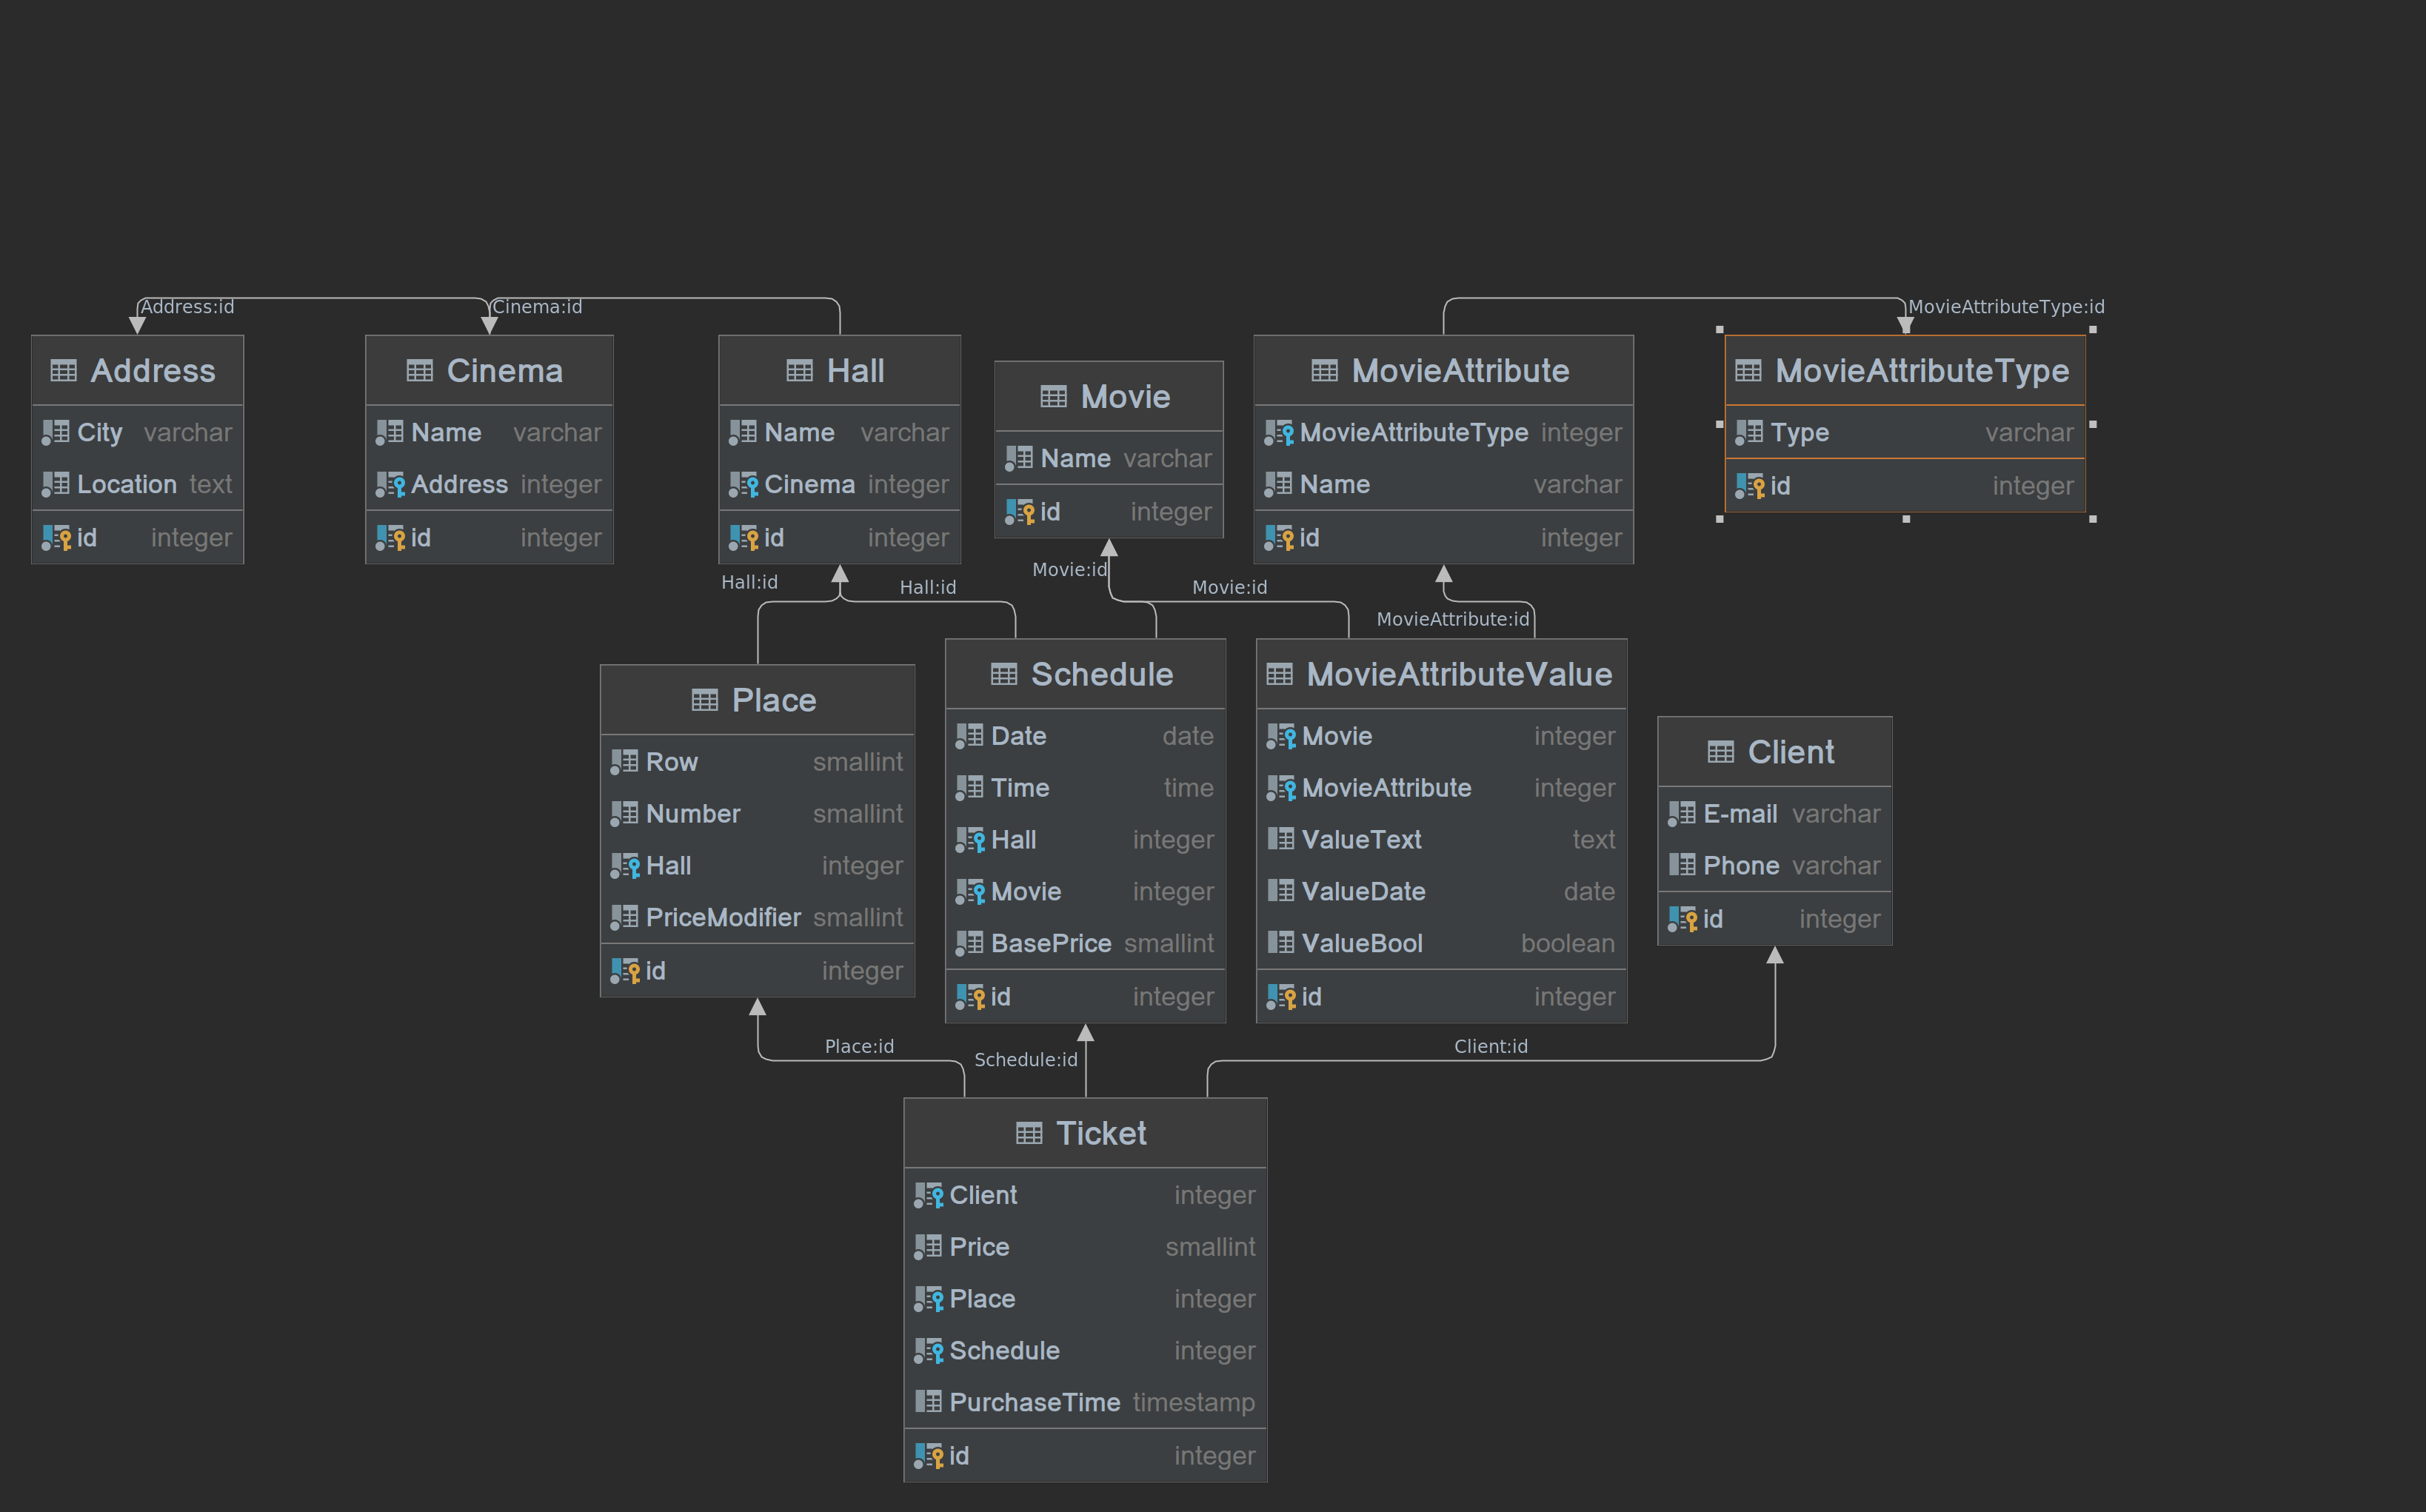 Address:id
Cinema:id
MovieAttributeType:id
Address
City varchar
Location text
id integer
Cinema
Name varchar
Address integer
id integer
Hall
Name varchar
Cinema integer
id integer
Movie
Name varchar
id integer
MovieAttribute
MovieAttributeType integer
Name varchar
id integer
MovieAttributeType
Type varchar
id integer
Hall:id
Hall:id
Movie:id
Movie:id
MovieAttribute:id
Place
Row smallint
Number smallint
Hall integer
PriceModifier smallint
id integer
Schedule
Date date
Time time
Hall integer
Movie integer
BasePrice smallint
id integer
MovieAttributeValue
Movie integer
MovieAttribute integer
ValueText text
ValueDate date
ValueBool boolean
id integer
Client
E-mail varchar
Phone varchar
id integer
Place:id
Schedule:id
Client:id
Ticket
Client integer
Price smallint
Place integer
Schedule integer
PurchaseTime timestamp
id integer